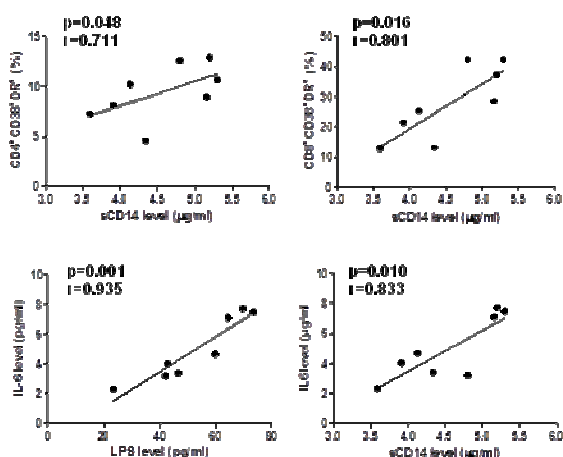 p=0.048
r=0.711
CD4+ CD38+ DR+ (%)
15
10
5
0
3.0 3.5 4.0 4.5 5.0 5.5 6.0
sCD14 level (µg/ml)
p=0.016
r=0.801
CD8+ CD38+ DR+ (%)
50
40
30
20
10
0
3.0 3.5 4.0 4.5 5.0 5.5 6.0
sCD14 level (µg/ml)
p=0.001
r=0.935
IL-6 level (pg/ml)
10
8
6
4
2
0
0 20 40 60 80
LPS level (pg/ml)
p=0.010
r=0.833
IL6 level (µg/ml)
10
8
6
4
2
0
3.0 3.5 4.0 4.5 5.0 5.5 6.0
sCD14 level (µg/ml)